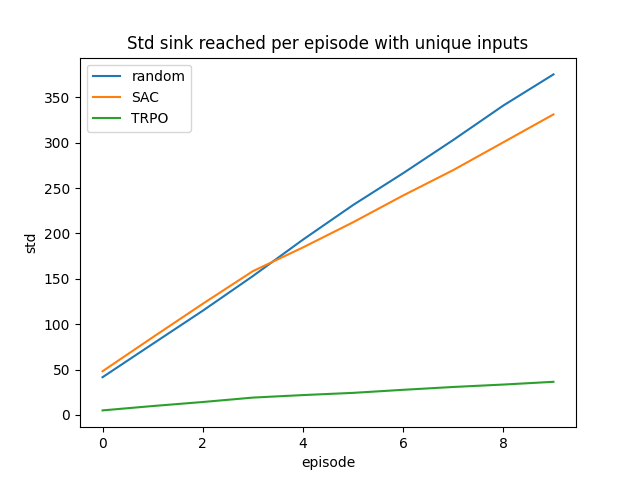 Std sink reached per episode with unique inputs
random
SAC
TRPO
std
350
300
250
200
150
100
50
0
0 2 4 6 8
episode